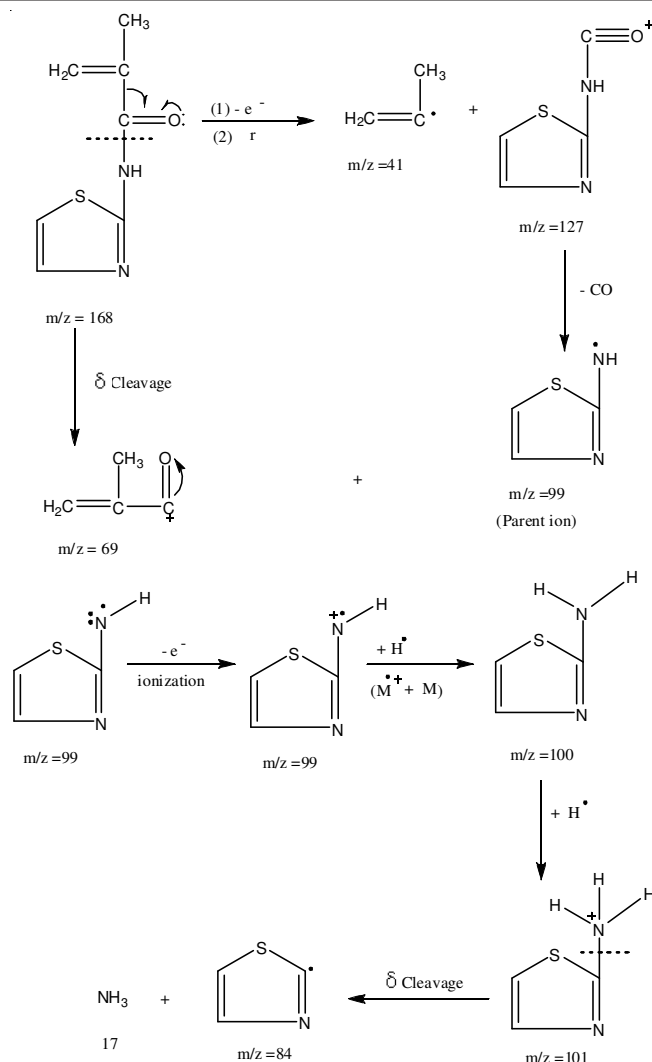 CH3
H2C
C
C
O
NH
S
N
m/z = 168
(1) - e -
(2) r
CH3
H2C
C
m/z =41
+
C
O +
NH
S
N
m/z =127
- CO
NH
S
N
m/z =99
(Parent ion)
δ Cleavage
CH3
O
H2C
C
C
+
m/z = 69
+
H
N
S
N
m/z =99
- e -
ionization
+
H
N
S
N
m/z =99
+ H•
(M•+ + M)
H
H
N
S
N
m/z =100
+ H•
H
H
H
+
N
S
N
m/z =101
δ Cleavage
S
C
N
m/z =84
+
NH3
17